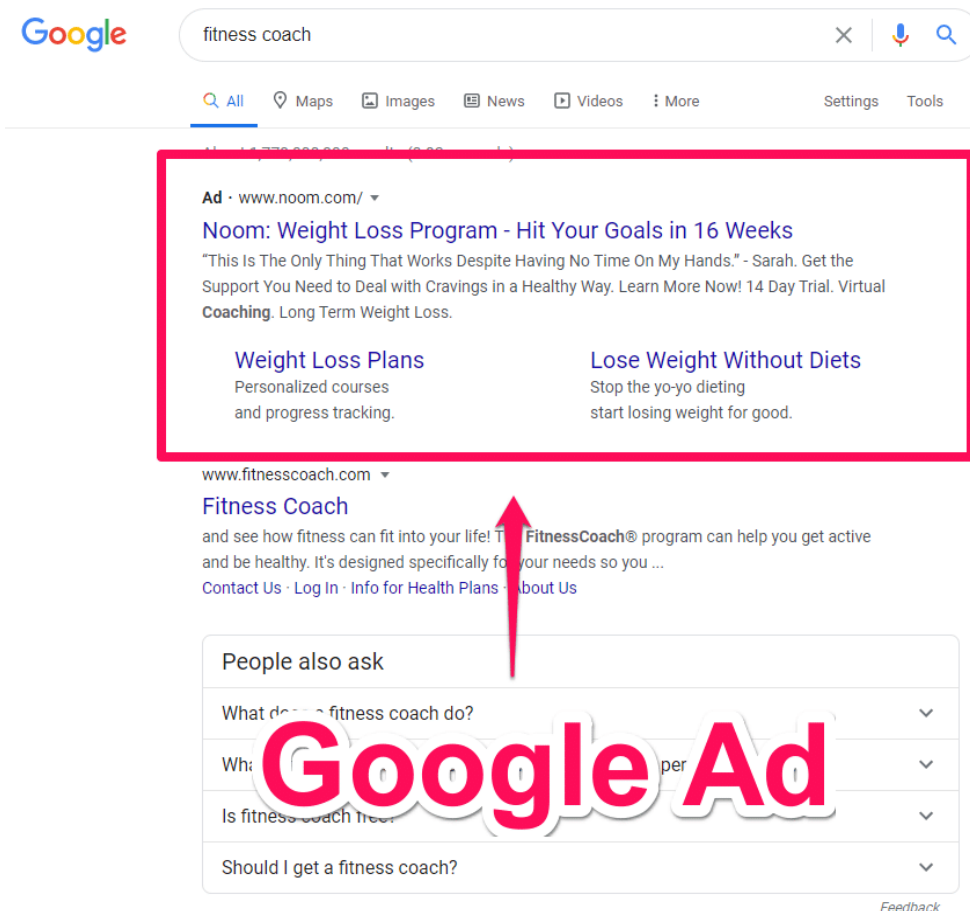 Google
fitness coach
All Maps Images News Videos More Settings Tools
Ad · www.noom.com/
Noom: Weight Loss Program - Hit Your Goals in 16 Weeks
“This Is The Only Thing That Works Despite Having No Time On My Hands.” - Sarah. Get the
Support You Need to Deal with Cravings in a Healthy Way. Learn More Now! 14 Day Trial. Virtual
Coaching. Long Term Weight Loss.
Weight Loss Plans
Personalized courses
and progress tracking.
Lose Weight Without Diets
Stop the yo-yo dieting
start losing weight for good.
www.fitnesscoach.com
Fitness Coach
and see how fitness can fit into your life! FitnessCoach® program can help you get active
and be healthy. It's designed specifically for your needs so you ...
Contact Us · Log In · Info for Health Plans · About Us
People also ask
What fitness coach do?
Google Ad
Is fitness coach free?
Should I get a fitness coach?
Feedback